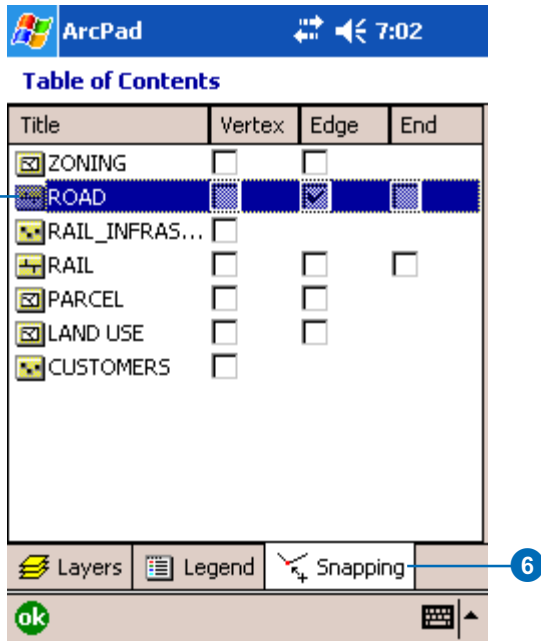 ArcPad 7:02
Table of Contents
Title Vertex Edge End
ZONING
ROAD
RAIL_INFRAS...
RAIL
PARCEL
LAND USE
CUSTOMERS
Layers Legend Snapping 6
ok